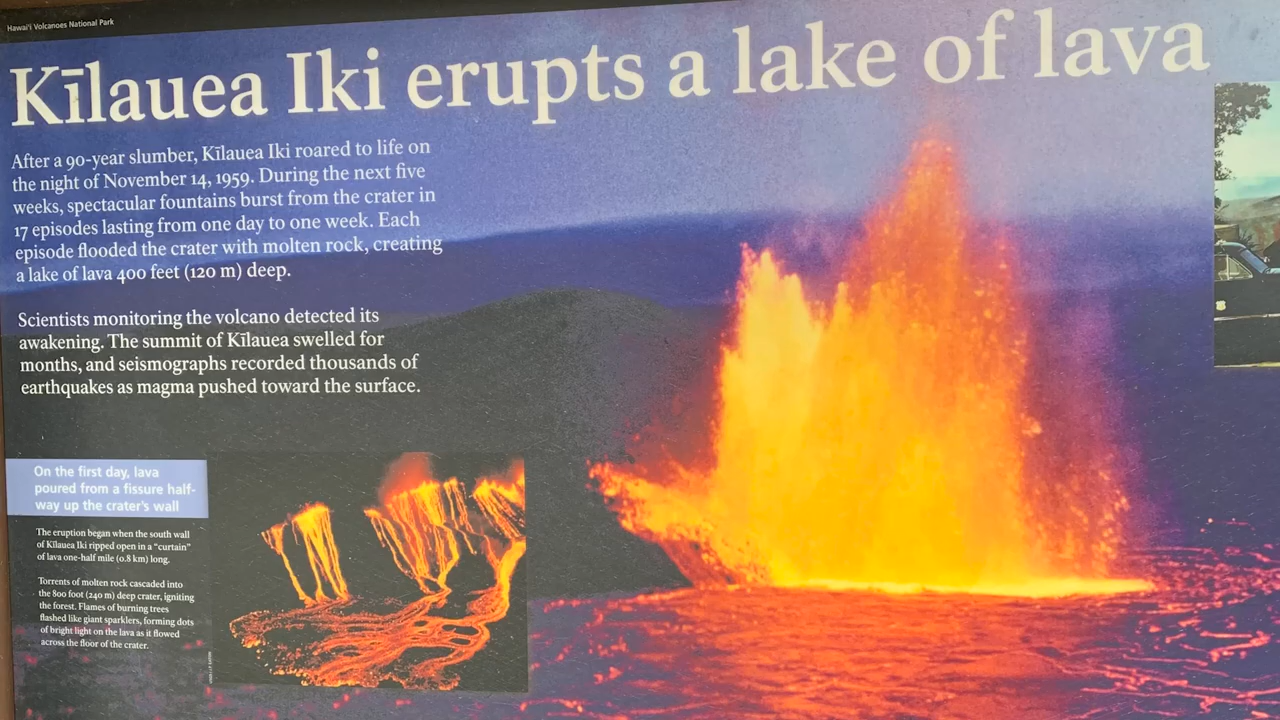 Hawai'i Volcanoes National Park
Kīlauea Iki erupts a lake of lava
After a 90-year slumber, Kīlauea Iki roared to life on
the night of November 14, 1959. During the next five
weeks, spectacular fountains burst from the crater in
17 episodes lasting from one day to one week. Each
episode flooded the crater with molten rock, creating
a lake of lava 400 feet (120 m) deep.
Scientists monitoring the volcano detected its
awakening. The summit of Kīlauea swelled for
months, and seismographs recorded thousands of
earthquakes as magma pushed toward the surface.
On the first day, lava
poured from a fissure half-
way up the crater's wall
The eruption began when the south wall
of Kīlauea Iki ripped open in a “curtain”
of lava one-half mile (0.8 km) long.
Torrents of molten rock cascaded into
the 800 foot (240 m) deep crater, igniting
the forest. Flames of burning trees
flashed like giant sparklers, forming dots
of bright light on the lava as it flowed
across the floor of the crater.